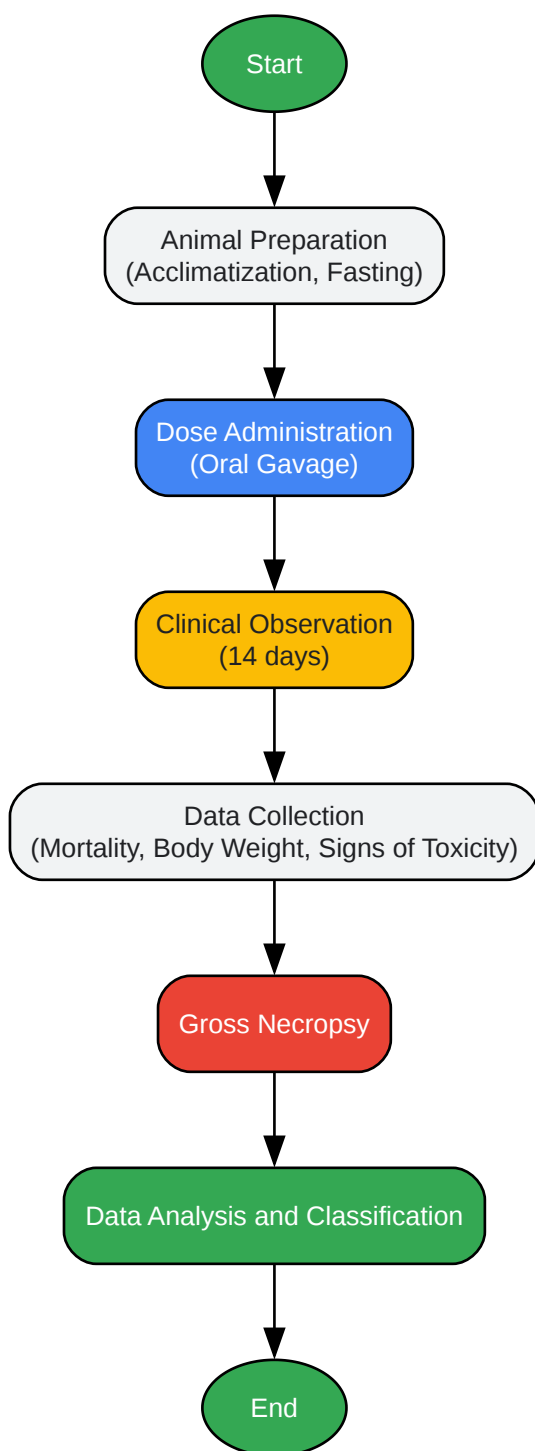 Start
Animal Preparation
(Acclimatization, Fasting)
Dose Administration
(Oral Gavage)
Clinical Observation
(14 days)
Data Collection
(Mortality, Body Weight, Signs of Toxicity)
Gross Necropsy
Data Analysis and Classification
End